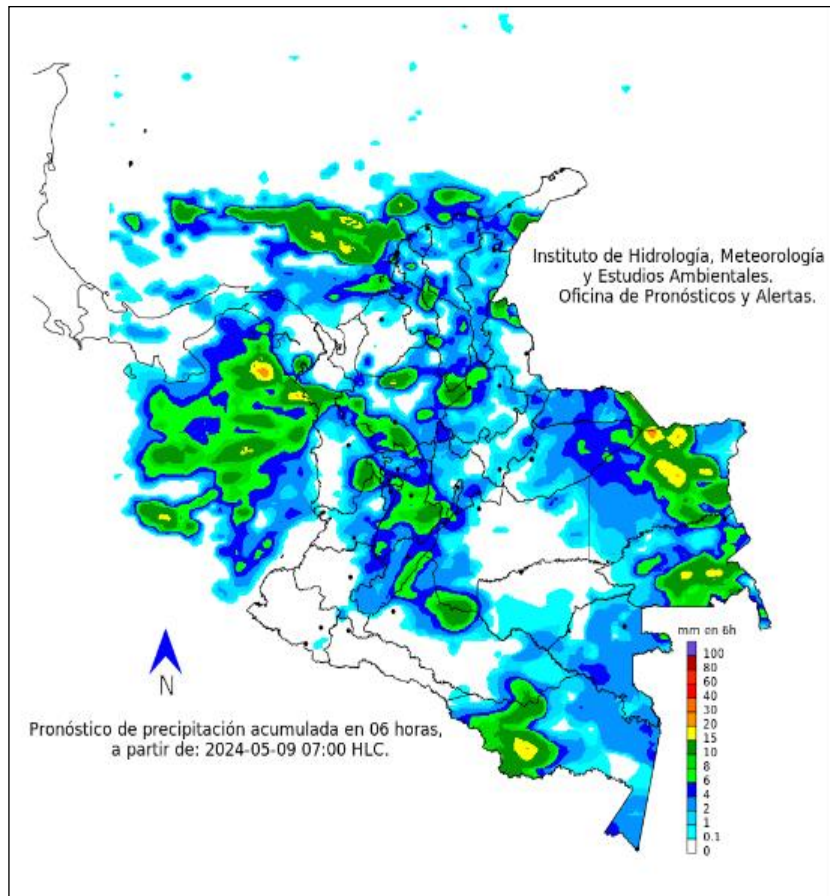 Instituto de Hidrología, Meteorología
y Estudios Ambientales.
Oficina de Pronósticos y Alertas.
N
Pronóstico de precipitación acumulada en 06 horas,
a partir de: 2024-05-09 07:00 HLC.
mm en 6h
100
80
60
40
30
20
15
10
8
6
4
2
1
0.1
0